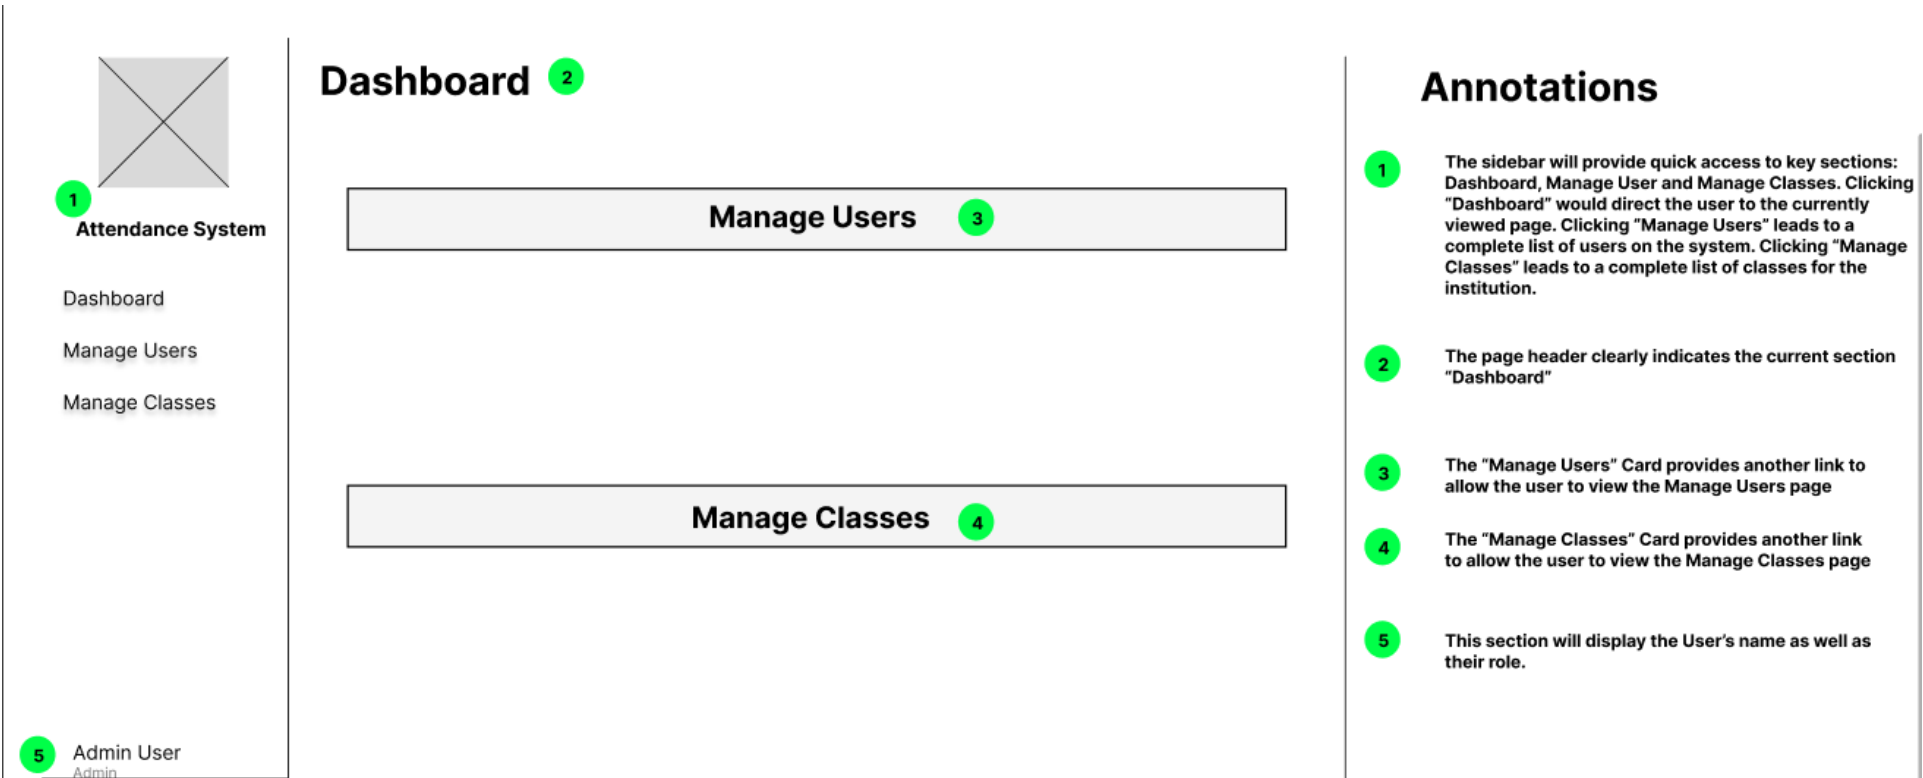 1
Attendance System
Dashboard
Manage Users
Manage Classes
5
Admin User
Admin
Dashboard 2
Manage Users 3
Manage Classes 4
Annotations
1
The sidebar will provide quick access to key sections:
Dashboard, Manage User and Manage Classes. Clicking
“Dashboard” would direct the user to the currently
viewed page. Clicking “Manage Users” leads to a
complete list of users on the system. Clicking “Manage
Classes” leads to a complete list of classes for the
institution.
2
The page header clearly indicates the current section
“Dashboard”
3
The “Manage Users” Card provides another link to
allow the user to view the Manage Users page
4
The “Manage Classes” Card provides another link
to allow the user to view the Manage Classes page
5
This section will display the User’s name as well as
their role.